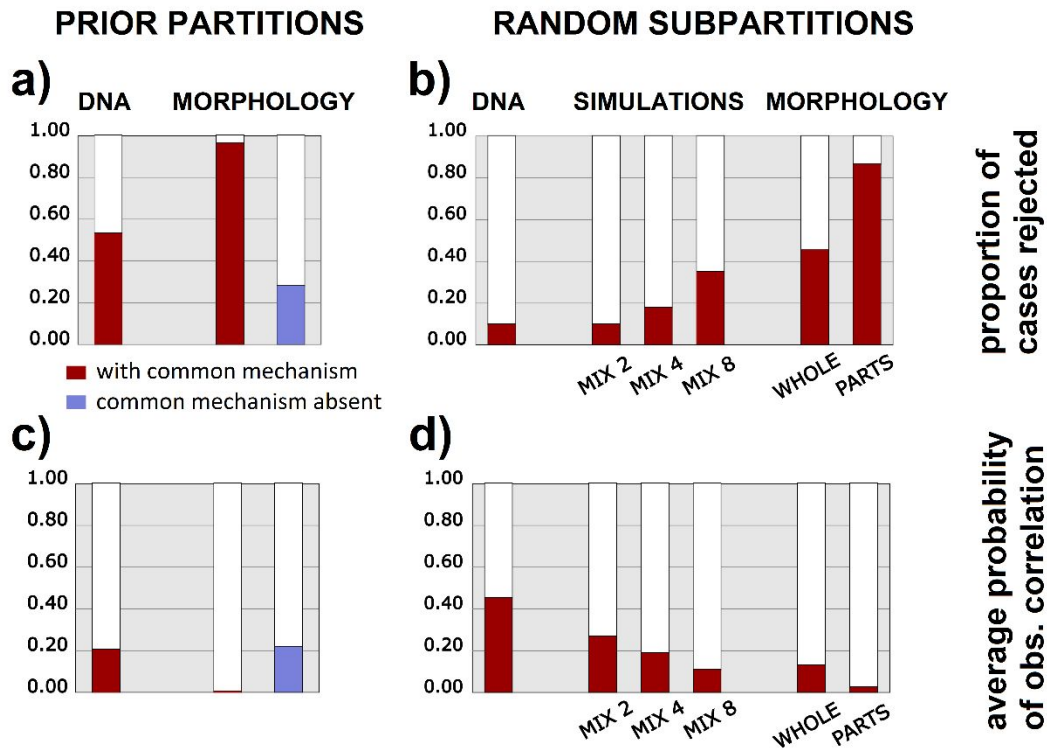 PRIOR PARTITIONS
RANDOM SUBPARTITIONS
a)
DNA MORPHOLOGY
1.00
0.80
0.60
0.40
0.20
0.00
with common mechanism
common mechanism absent
b)
DNA SIMULATIONS MORPHOLOGY
1.00
0.80
0.60
0.40
0.20
0.00
MIX 2 MIX 4 MIX 8 WHOLE PARTS
proportion of
cases rejected
c)
1.00
0.80
0.60
0.40
0.20
0.00
d)
1.00
0.80
0.60
0.40
0.20
0.00
MIX 2 MIX 4 MIX 8 WHOLE PARTS
average probability
of obs. correlation